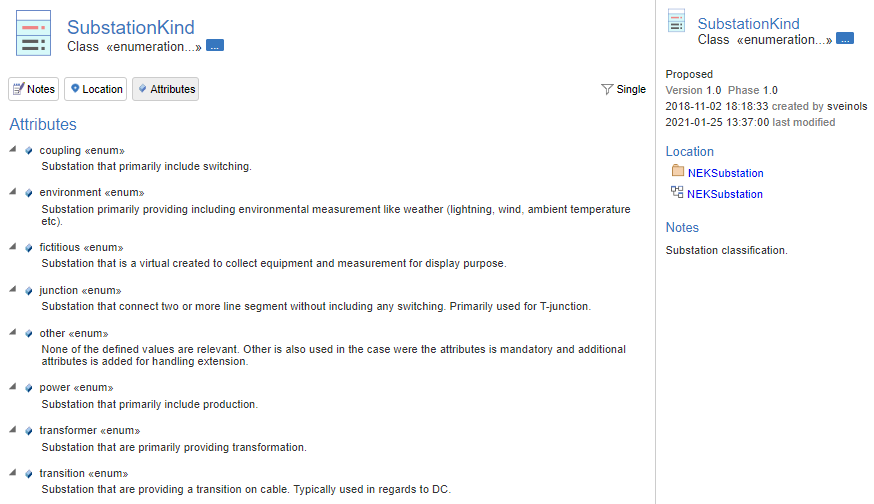 SubstationKind
Class «enumeration...» ...
Notes
Location
Attributes
Single
Attributes
coupling «enum»
Substation that primarily include switching.
environment «enum»
Substation primarily providing including environmental measurement like weather (lightning, wind, ambient temperature
etc).
fictitious «enum»
Substation that is a virtual created to collect equipment and measurement for display purpose.
junction «enum»
Substation that connect two or more line segment without including any switching. Primarily used for T-junction.
other «enum»
None of the defined values are relevant. Other is also used in the case were the attributes is mandatory and additional
attributes is added for handling extension.
power «enum»
Substation that primarily include production.
transformer «enum»
Substation that are primarily providing transformation.
transition «enum»
Substation that are providing a transition on cable. Typically used in regards to DC.
SubstationKind
Class «enumeration...» ...
Proposed
Version 1.0 Phase 1.0
2018-11-02 18:18:33 created by sveinols
2021-01-25 13:37:00 last modified
Location
NEKSubstation
NEKSubstation
Notes
Substation classification.